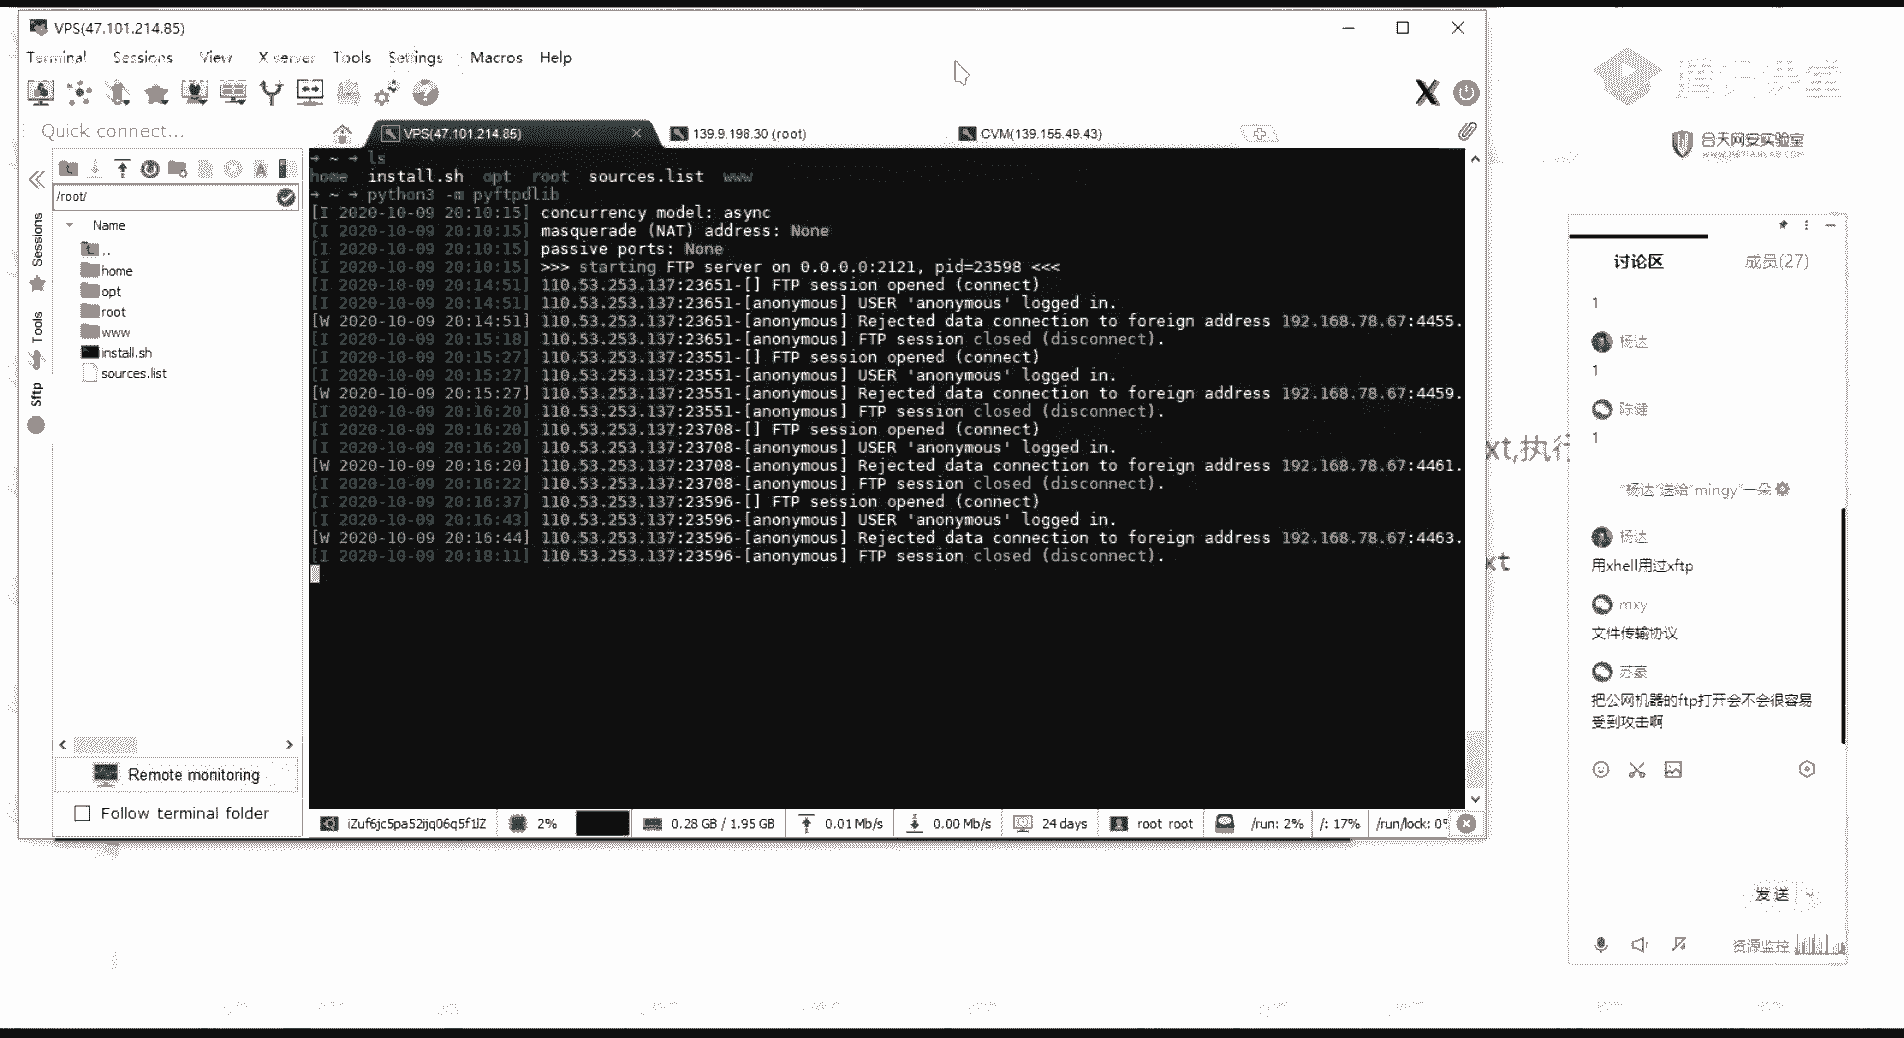 VPS(47.101.214.85)
Terminal Sessions View X server Tools Settings Macros Help
Quick connect...
VPS(47.101.214.85)
139.9.198.30 (root)
CVM(139.155.49.43)
/root/
Name
..
home
opt
root
www
install.sh
sources.list
Sessions
Tools
Sftp
Remote monitoring
Follow terminal folder
→ ~ → ls
home install.sh opt root sources.list www
→ ~ → python3 -m pyftpdlib
[I 2020-10-09 20:10:15] concurrency model: async
[I 2020-10-09 20:10:15] masquerade (NAT) address: None
[I 2020-10-09 20:10:15] passive ports: None
[I 2020-10-09 20:10:15] >>> starting FTP server on 0.0.0.0:2121, pid=23598 <<<
[I 2020-10-09 20:14:51] 110.53.253.137:23651-[] FTP session opened (connect)
[I 2020-10-09 20:14:51] 110.53.253.137:23651-[anonymous] USER 'anonymous' logged in.
[W 2020-10-09 20:14:51] 110.53.253.137:23651-[anonymous] Rejected data connection to foreign address 192.168.78.67:4455.
[I 2020-10-09 20:15:18] 110.53.253.137:23651-[anonymous] FTP session closed (disconnect).
[I 2020-10-09 20:15:27] 110.53.253.137:23551-[] FTP session opened (connect)
[I 2020-10-09 20:15:27] 110.53.253.137:23551-[anonymous] USER 'anonymous' logged in.
[W 2020-10-09 20:15:27] 110.53.253.137:23551-[anonymous] Rejected data connection to foreign address 192.168.78.67:4459.
[I 2020-10-09 20:16:20] 110.53.253.137:23551-[anonymous] FTP session closed (disconnect).
[I 2020-10-09 20:16:20] 110.53.253.137:23708-[] FTP session opened (connect)
[I 2020-10-09 20:16:20] 110.53.253.137:23708-[anonymous] USER 'anonymous' logged in.
[W 2020-10-09 20:16:20] 110.53.253.137:23708-[anonymous] Rejected data connection to foreign address 192.168.78.67:4461.
[I 2020-10-09 20:16:22] 110.53.253.137:23708-[anonymous] FTP session closed (disconnect).
[I 2020-10-09 20:16:37] 110.53.253.137:23596-[] FTP session opened (connect)
[I 2020-10-09 20:16:43] 110.53.253.137:23596-[anonymous] USER 'anonymous' logged in.
[W 2020-10-09 20:16:44] 110.53.253.137:23596-[anonymous] Rejected data connection to foreign address 192.168.78.67:4463.
[I 2020-10-09 20:18:11] 110.53.253.137:23596-[anonymous] FTP session closed (disconnect).
iZuf6jc5pa52ijq06q5f1lZ 2% 0.28 GB / 1.95 GB 0.01 Mb/s 0.00 Mb/s 24 days root root /run: 2% /: 17% /run/lock: 0%
腾讯课堂
合天网安实验室
xt,执行
xt
讨论区 成员(27)
1
杨达
1
陈健
1
"杨达"送给"mingy"一朵
杨达
用xhell用过xftp
mxy
文件传输协议
苏豪
把公网机器的ftp打开会不会很容易
受到攻击啊
发送
资源监控